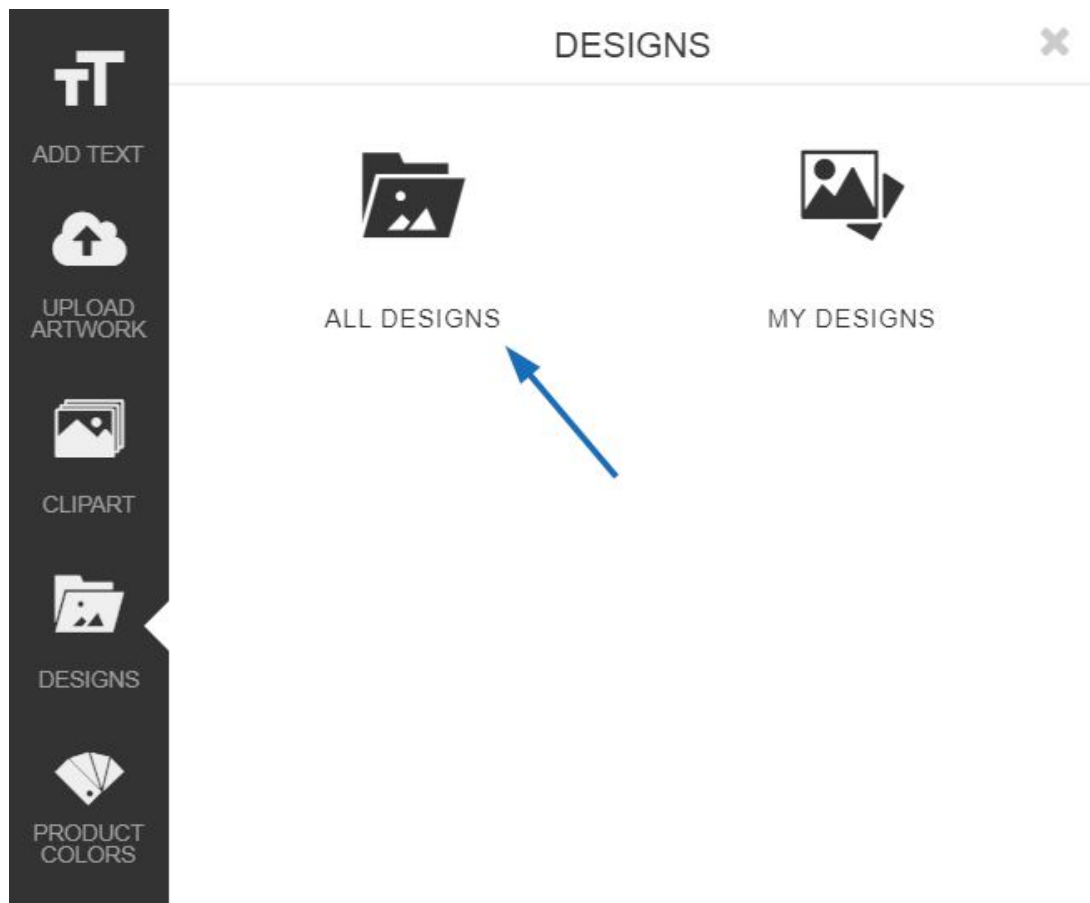 DESIGNS
ADD TEXT
UPLOAD
ARTWORK
CLIPART
DESIGNS
PRODUCT
COLORS
ALL DESIGNS
MY DESIGNS